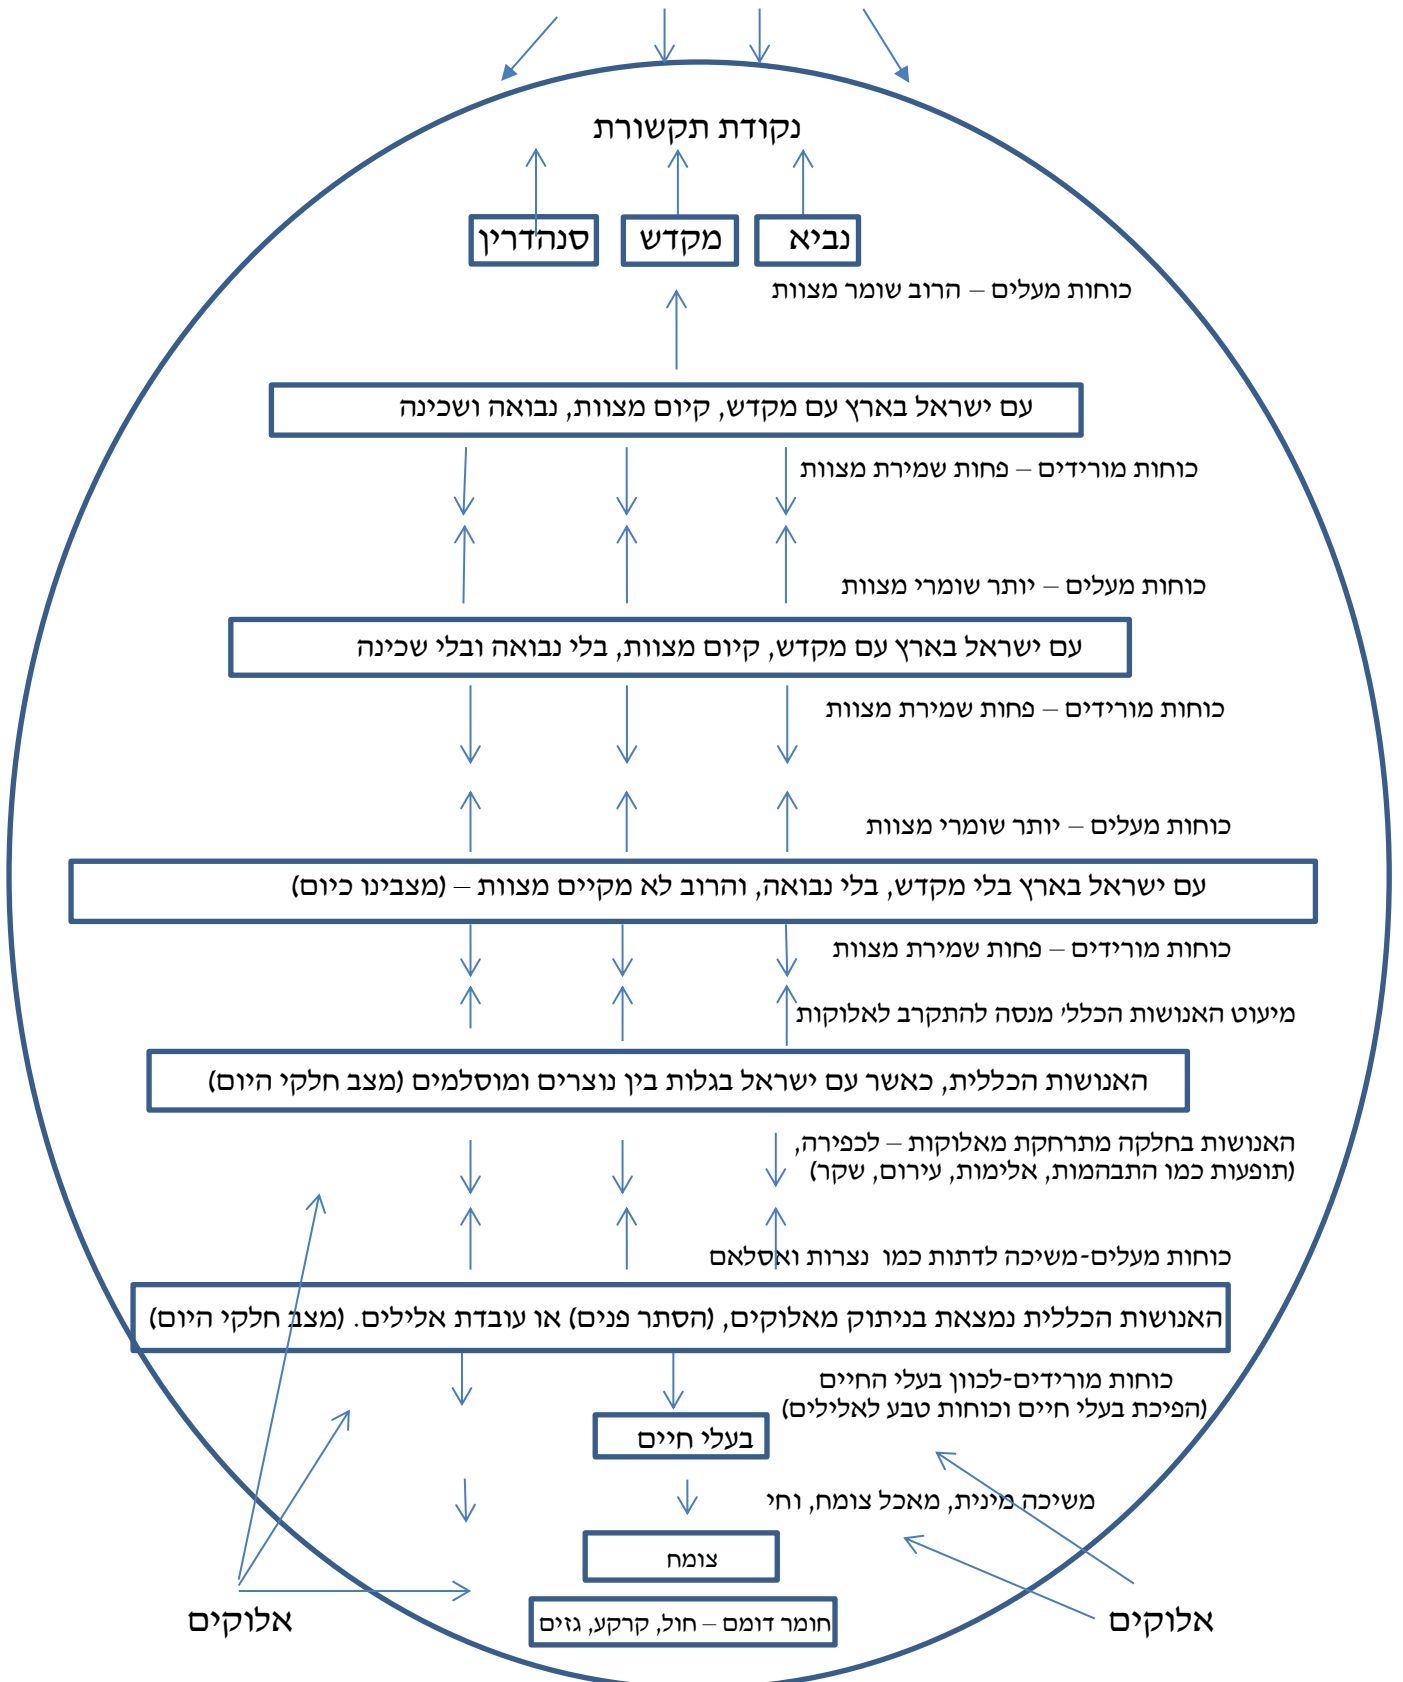 נקודת תקשורת
נביא
מקדש
סנהדרין
כוחות מעלים – הרוב שומר מצוות
עם ישראל בארץ עם מקדש, קיום מצוות, נבואה ושכינה
כוחות מורידים – פחות שמירת מצוות
כוחות מעלים – יותר שומרי מצוות
עם ישראל בארץ עם מקדש, קיום מצוות, בלי נבואה ובלי שכינה
כוחות מורידים – פחות שמירת מצוות
כוחות מעלים – יותר שומרי מצוות
עם ישראל בארץ בלי מקדש, בלי נבואה, והרוב לא מקיים מצוות – (מצבינו כיום)
כוחות מורידים – פחות שמירת מצוות
מיעוט האנושות הכלל' מנסה להתקרב לאלוקות
האנושות הכללית, כאשר עם ישראל בגלות בין נוצרים ומוסלמים (מצב חלקי היום)
האנושות בחלקה מתרחקת מאלוקות – לכפירה,
(תופעות כמו התבהמות, אלימות, עירום, שקר)
כוחות מעלים-משיכה לדתות כמו נצרות ואסלאם
האנושות הכללית נמצאת בניתוק מאלוקים, (הסתר פנים) או עובדת אלילים. (מצב חלקי היום)
כוחות מורידים-לכוון בעלי החיים
(הפיכת בעלי חיים וכוחות טבע לאלילים)
בעלי חיים
משיכה מינית, מאכל צומח, וחי
צומח
חומר דומם – חול, קרקע, גזים
אלוקים
אלוקים